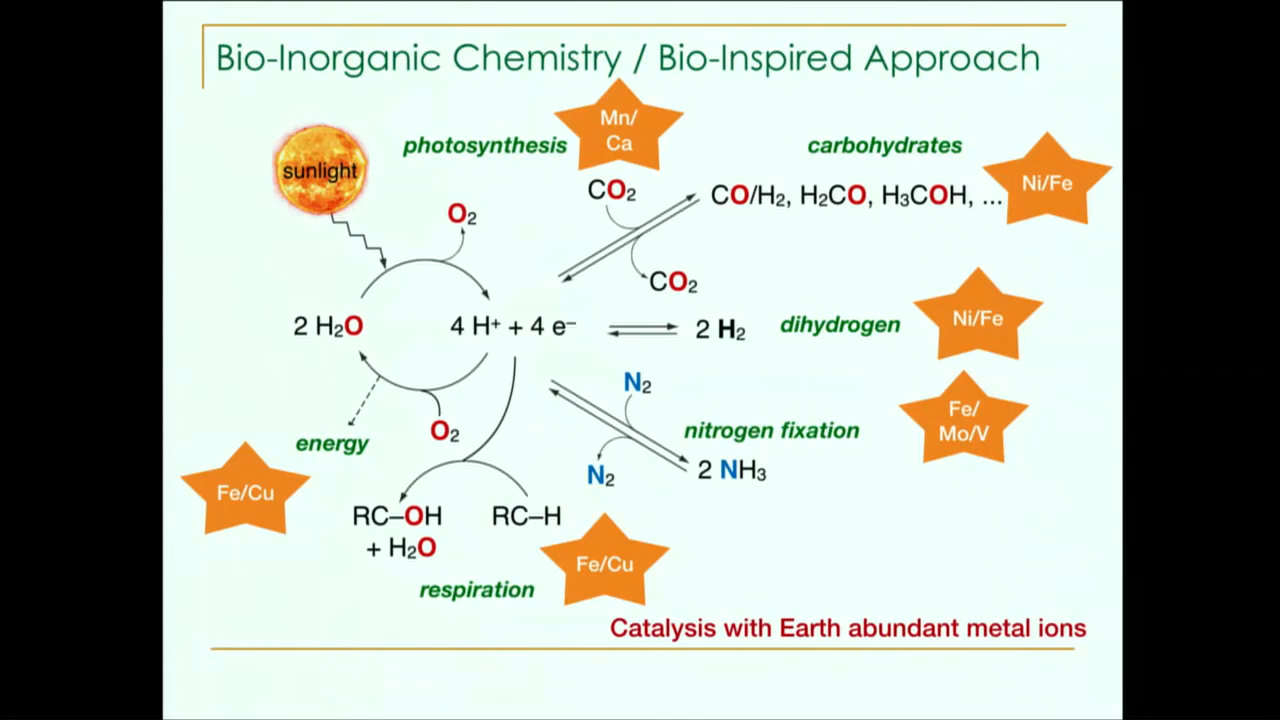 Bio-Inorganic Chemistry / Bio-Inspired Approach
Mn/
Ca
photosynthesis
carbohydrates
sunlight
Ni/Fe
CO₂
CO/H₂, H₂CO, H₃COH, ...
O₂
CO₂
2 H₂O
4 H⁺ + 4 e⁻
2 H₂
dihydrogen
Ni/Fe
N₂
Fe/
Mo/V
energy
O₂
nitrogen fixation
N₂
2 NH₃
Fe/Cu
RC–OH
+ H₂O
RC–H
Fe/Cu
respiration
Catalysis with Earth abundant metal ions